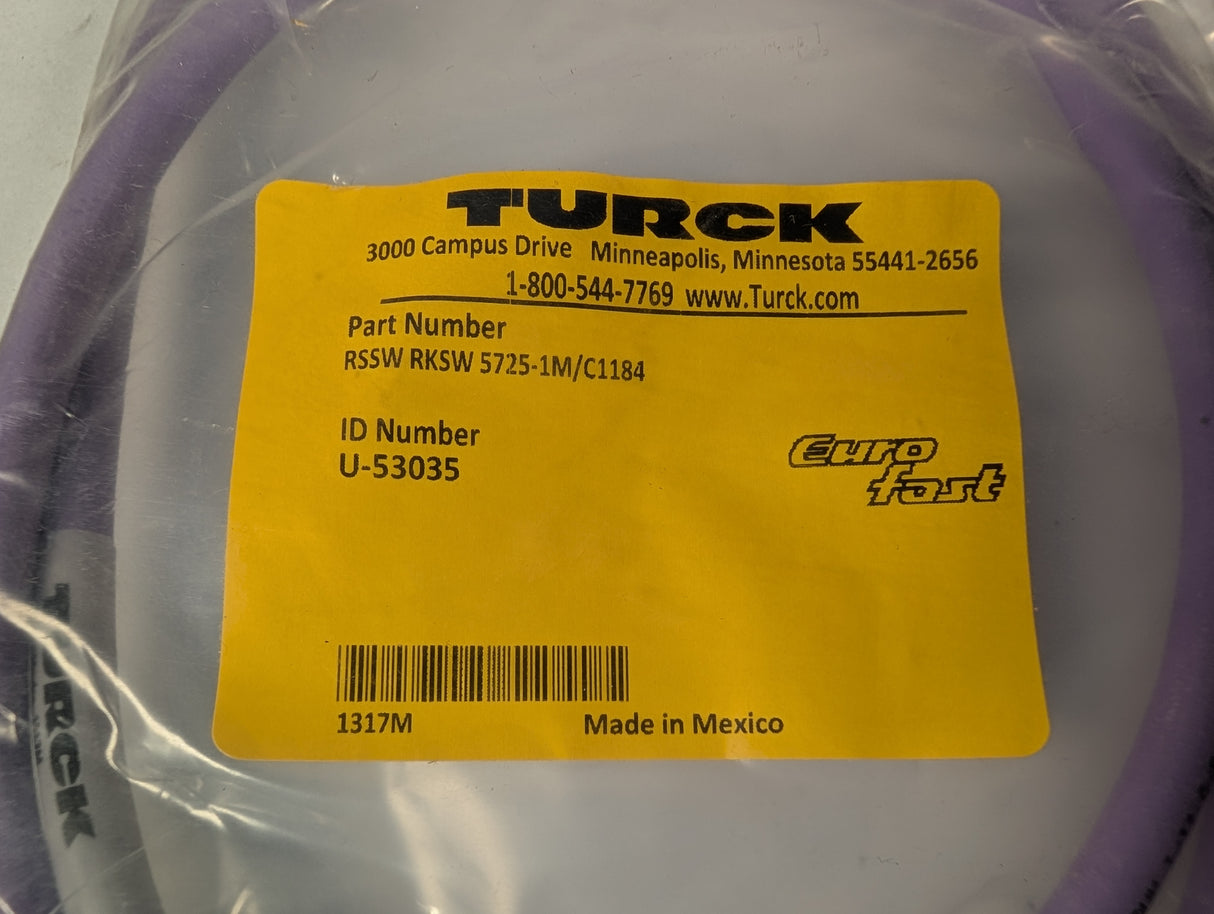 TURCK
3000 Campus Drive Minneapolis, Minnesota 55441-2656
1-800-544-7769 www.Turck.com
Part Number
RSSW RKSW 5725-1M/C1184
ID Number
U-53035
Euro
fast
1317M Made in Mexico
TURCK